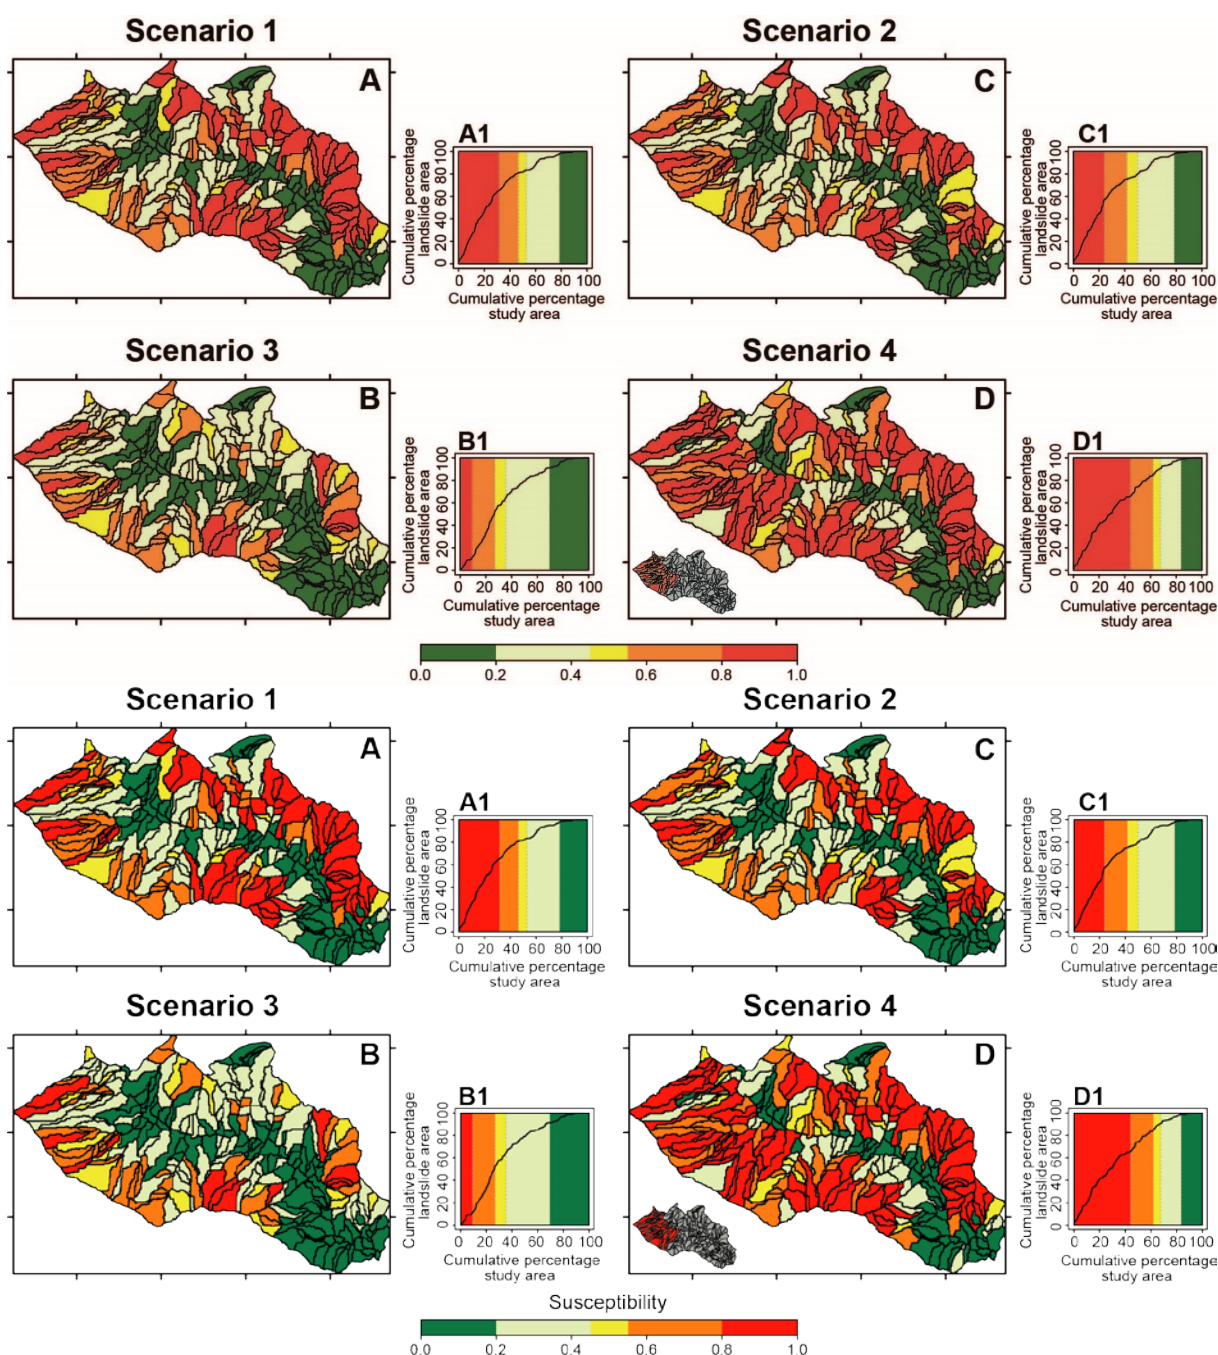 Scenario 1
Scenario 2
A
C
A1
C1
Cumulative percentage
landslide area
0 20 40 60 80 100
0 20 40 60 80 100
Cumulative percentage
study area
Cumulative percentage
landslide area
0 20 40 60 80 100
0 20 40 60 80 100
Cumulative percentage
study area
Scenario 3
Scenario 4
B
D
B1
D1
Cumulative percentage
landslide area
0 20 40 60 80 100
0 20 40 60 80 100
Cumulative percentage
study area
Cumulative percentage
landslide area
0 20 40 60 80 100
0 20 40 60 80 100
Cumulative percentage
study area
0.0 0.2 0.4 0.6 0.8 1.0
Scenario 1
Scenario 2
A
C
A1
C1
Cumulative percentage
landslide area
0 20 40 60 80 100
0 20 40 60 80 100
Cumulative percentage
study area
Cumulative percentage
landslide area
0 20 40 60 80 100
0 20 40 60 80 100
Cumulative percentage
study area
Scenario 3
Scenario 4
B
D
B1
D1
Cumulative percentage
landslide area
0 20 40 60 80 100
0 20 40 60 80 100
Cumulative percentage
study area
Cumulative percentage
landslide area
0 20 40 60 80 100
0 20 40 60 80 100
Cumulative percentage
study area
Susceptibility
0.0 0.2 0.4 0.6 0.8 1.0